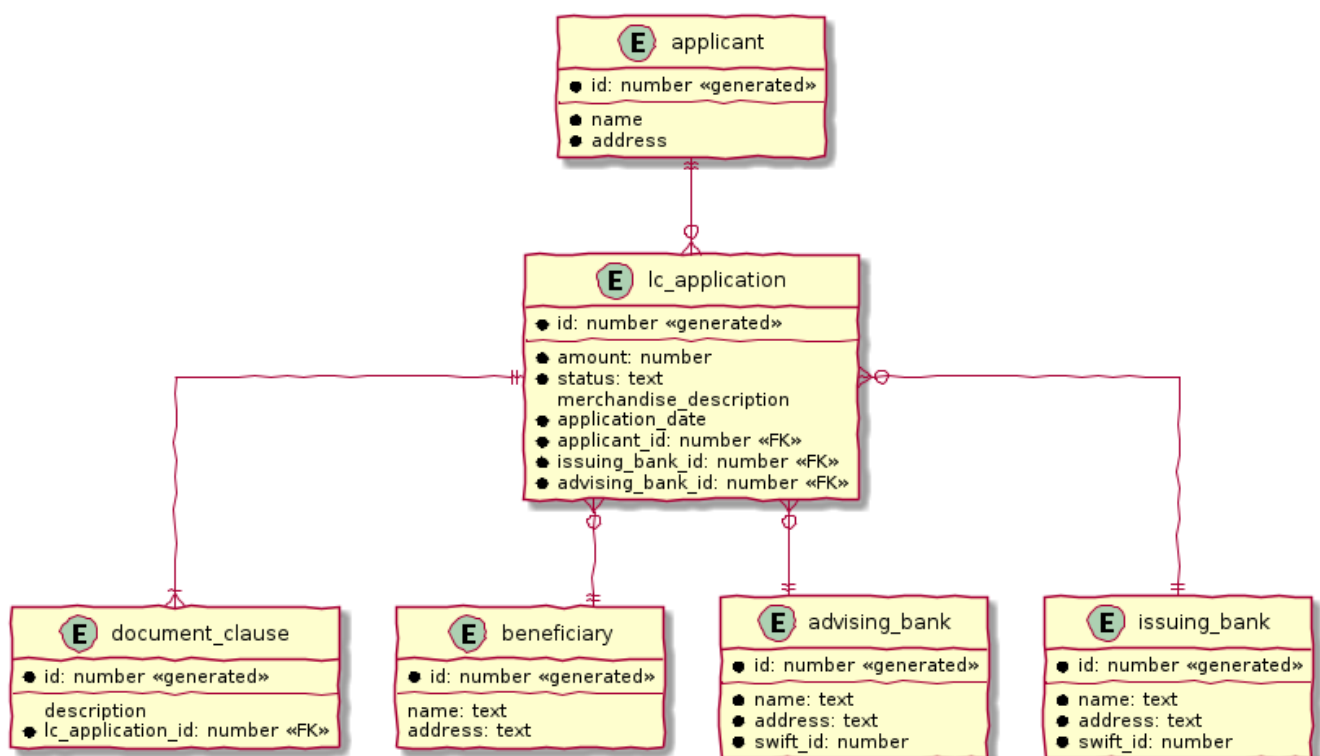 E applicant
id: number «generated»
name
address
E lc_application
id: number «generated»
amount: number
status: text
merchandise_description
application_date
applicant_id: number «FK»
issuing_bank_id: number «FK»
advising_bank_id: number «FK»
E document_clause
id: number «generated»
description
lc_application_id: number «FK»
E beneficiary
id: number «generated»
name: text
address: text
E advising_bank
id: number «generated»
name: text
address: text
swift_id: number
E issuing_bank
id: number «generated»
name: text
address: text
swift_id: number